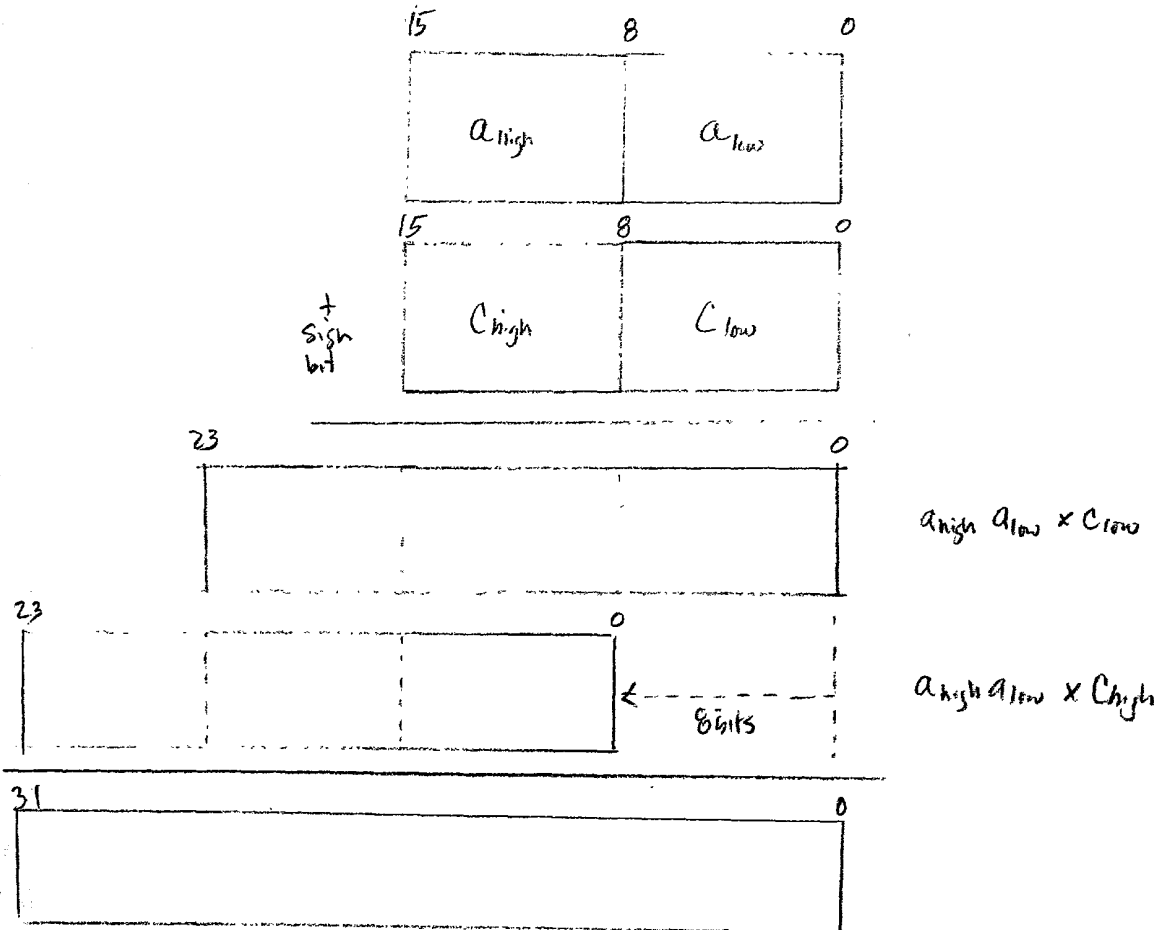 15 8 0
a high a low
15 8 0
+
sign
bit
C high C low
23 0
a high a low x C low
23 0
8 bits
a high a low x C high
31 0